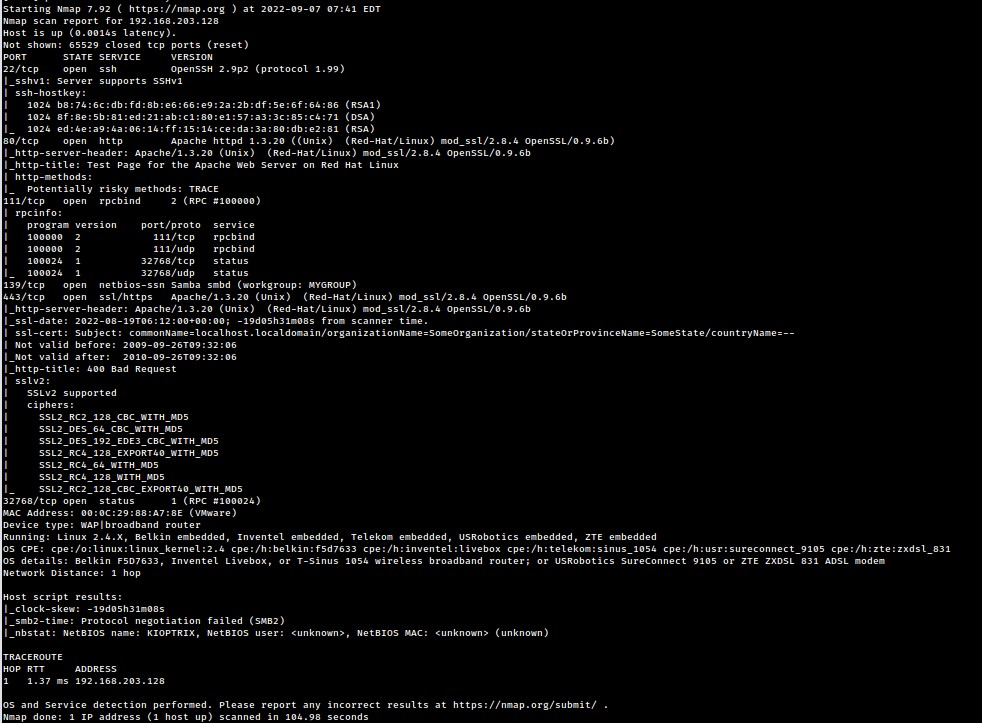 Starting Nmap 7.92 ( https://nmap.org ) at 2022-09-07 07:41 EDT
Nmap scan report for 192.168.203.128
Host is up (0.0014s latency).
Not shown: 65529 closed tcp ports (reset)
PORT      STATE SERVICE     VERSION
22/tcp    open  ssh         OpenSSH 2.9p2 (protocol 1.99)
|_sshv1: Server supports SSHv1
| ssh-hostkey:
|   1024 b8:74:6c:db:fd:8b:e6:66:e9:2a:2b:df:5e:6f:64:86 (RSA1)
|   1024 8f:8e:5b:81:ed:21:ab:c1:80:e1:57:a3:3c:85:c4:71 (DSA)
|_  1024 ed:4e:a9:4a:06:14:ff:15:14:ce:da:3a:80:db:e2:81 (RSA)
80/tcp    open  http        Apache httpd 1.3.20 ((Unix)  (Red-Hat/Linux) mod_ssl/2.8.4 OpenSSL/0.9.6b)
|_http-server-header: Apache/1.3.20 (Unix)  (Red-Hat/Linux) mod_ssl/2.8.4 OpenSSL/0.9.6b
|_http-title: Test Page for the Apache Web Server on Red Hat Linux
| http-methods:
|_  Potentially risky methods: TRACE
111/tcp   open  rpcbind     2 (RPC #100000)
| rpcinfo:
|   program version    port/proto  service
|   100000  2            111/tcp   rpcbind
|   100000  2            111/udp   rpcbind
|   100024  1          32768/tcp   status
|_  100024  1          32768/udp   status
139/tcp   open  netbios-ssn Samba smbd (workgroup: MYGROUP)
443/tcp   open  ssl/https   Apache/1.3.20 (Unix)  (Red-Hat/Linux) mod_ssl/2.8.4 OpenSSL/0.9.6b
|_http-server-header: Apache/1.3.20 (Unix)  (Red-Hat/Linux) mod_ssl/2.8.4 OpenSSL/0.9.6b
|_ssl-date: 2022-08-19T06:12:00+00:00; -19d05h31m08s from scanner time.
| ssl-cert: Subject: commonName=localhost.localdomain/organizationName=SomeOrganization/stateOrProvinceName=SomeState/countryName=--
| Not valid before: 2009-09-26T09:32:06
|_Not valid after:  2010-09-26T09:32:06
|_http-title: 400 Bad Request
| sslv2:
|   SSLv2 supported
|   ciphers:
|     SSL2_RC2_128_CBC_WITH_MD5
|     SSL2_DES_64_CBC_WITH_MD5
|     SSL2_DES_192_EDE3_CBC_WITH_MD5
|     SSL2_RC4_128_EXPORT40_WITH_MD5
|     SSL2_RC4_64_WITH_MD5
|     SSL2_RC4_128_WITH_MD5
|_    SSL2_RC2_128_CBC_EXPORT40_WITH_MD5
32768/tcp open  status      1 (RPC #100024)
MAC Address: 00:0C:29:88:A7:8E (VMware)
Device type: WAP|broadband router
Running: Linux 2.4.X, Belkin embedded, Inventel embedded, Telekom embedded, USRobotics embedded, ZTE embedded
OS CPE: cpe:/o:linux:linux_kernel:2.4 cpe:/h:belkin:f5d7633 cpe:/h:inventel:livebox cpe:/h:telekom:sinus_1054 cpe:/h:usr:sureconnect_9105 cpe:/h:zte:zxdsl_831
OS details: Belkin F5D7633, Inventel Livebox, or T-Sinus 1054 wireless broadband router; or USRobotics SureConnect 9105 or ZTE ZXDSL 831 ADSL modem
Network Distance: 1 hop

Host script results:
|_clock-skew: -19d05h31m08s
|_smb2-time: Protocol negotiation failed (SMB2)
|_nbstat: NetBIOS name: KIOPTRIX, NetBIOS user: <unknown>, NetBIOS MAC: <unknown> (unknown)

TRACEROUTE
HOP RTT     ADDRESS
1   1.37 ms 192.168.203.128

OS and Service detection performed. Please report any incorrect results at https://nmap.org/submit/ .
Nmap done: 1 IP address (1 host up) scanned in 104.98 seconds